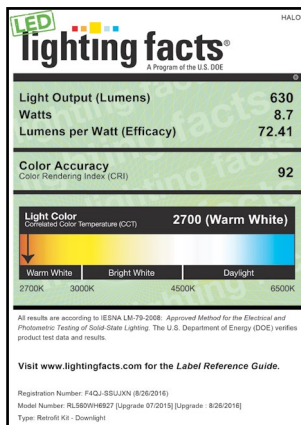 LED
HALO
lighting facts®
A Program of the U.S. DOE
Light Output (Lumens) 630
Watts 8.7
Lumens per Watt (Efficacy) 72.41
Color Accuracy 92
Color Rendering Index (CRI)
Light Color
Correlated Color Temperature (CCT) 2700 (Warm White)
Warm White Bright White Daylight
2700K 3000K 4500K 6500K
All results are according to IESNA LM-79-2008: Approved Method for the Electrical and
Photometric Testing of Solid-State Lighting. The U.S. Department of Energy (DOE) verifies
product test data and results.
Visit www.lightingfacts.com for the Label Reference Guide.
Registration Number: F4QJ-SSUJXN (8/26/2016)
Model Number: RL560WH6927 [Upgrade 07/2015] [Upgrade : 8/26/2016]
Type: Retrofit Kit - Downlight